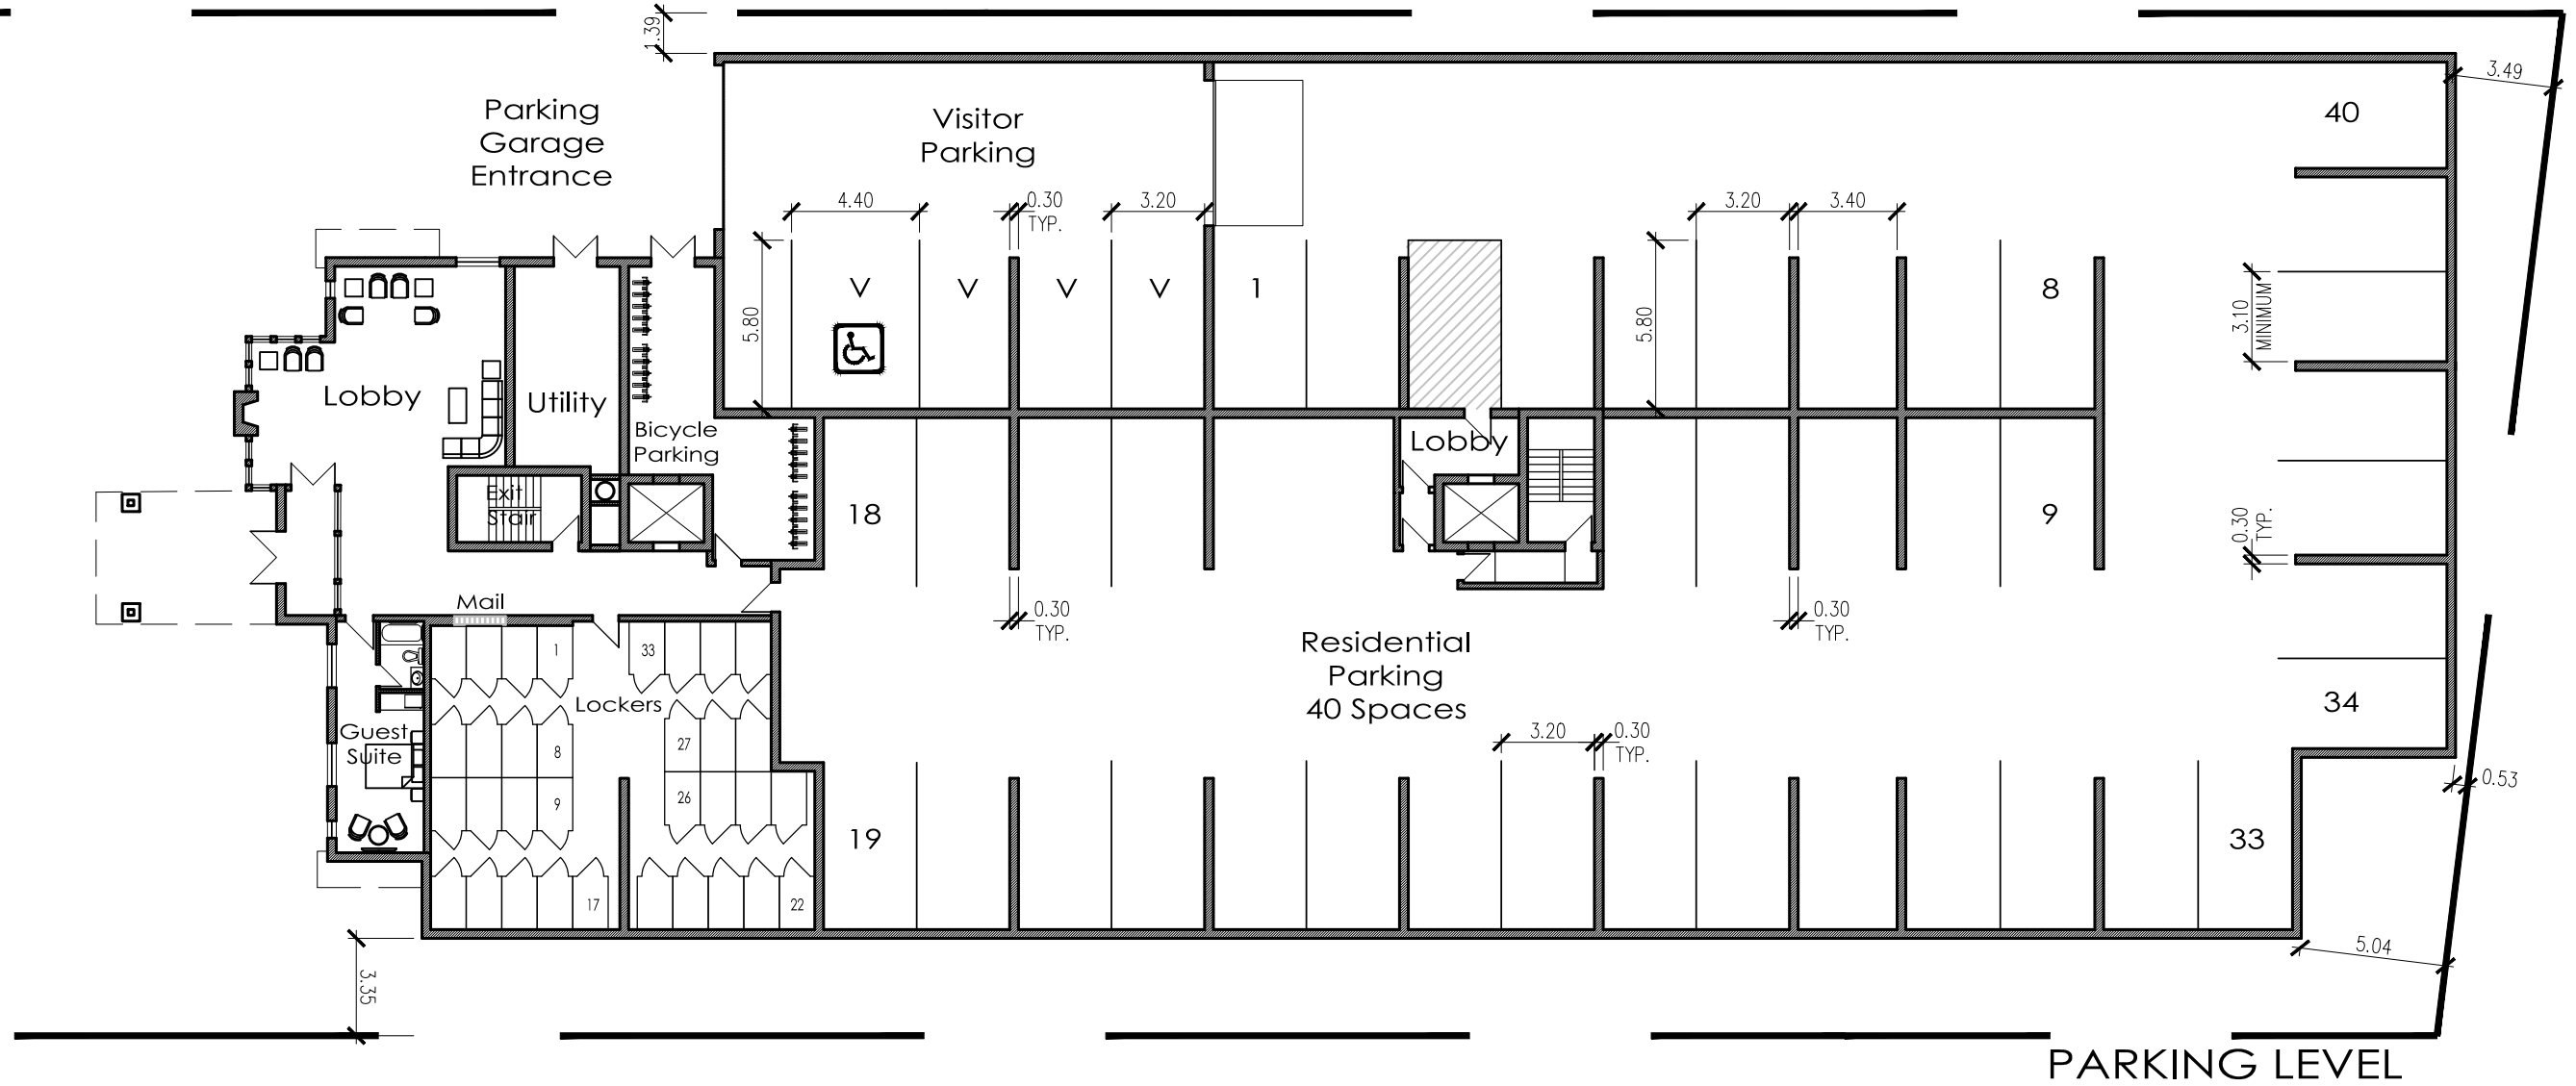 1.39
3.49
Parking
Garage
Entrance
Visitor
Parking
40
4.40
0.30
TYP.
3.20
3.20
3.40
5.80
V
V
V
V
1
5.80
8
3.10
MINIMUM
Lobby
Utility
Bicycle
Parking
Lobby
Exit
Stair
18
9
0.30
TYP.
Mail
0.30
TYP.
0.30
TYP.
1
33
Residential
Parking
40 Spaces
Lockers
34
Guest
Suite
8
27
3.20
0.30
TYP.
0.53
9
26
19
33
17
22
5.04
3.35
PARKING LEVEL